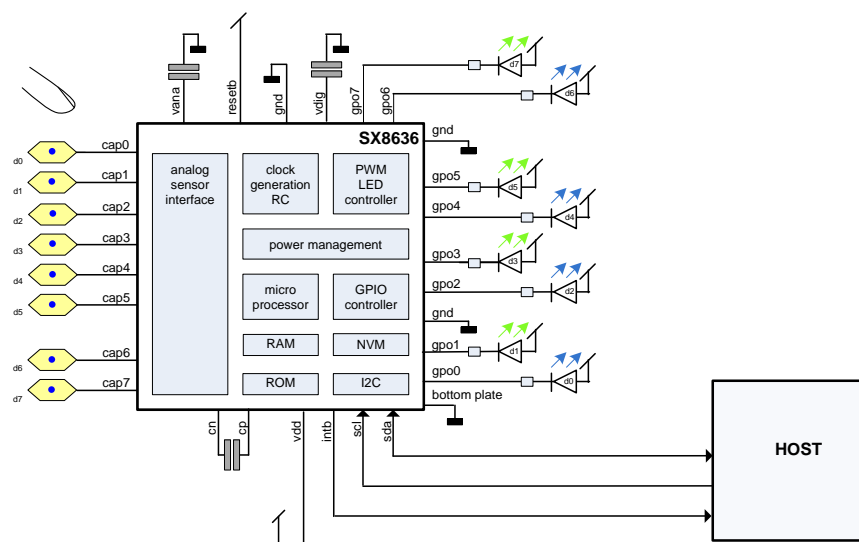 vana
resetb
gnd
vdig
gpo7
gpo6
d7
d6
SX8636
gnd
d0
cap0
d1
cap1
d2
cap2
d3
cap3
d4
cap4
d5
cap5
d6
cap6
d7
cap7
analog
sensor
interface
clock
generation
RC
PWM
LED
controller
power management
micro
processor
GPIO
controller
RAM
NVM
ROM
I2C
gpo5
d5
gpo4
d4
gpo3
d3
gpo2
d2
gnd
gpo1
d1
gpo0
d0
bottom plate
cn
cp
vdd
intb
scl
sda
HOST